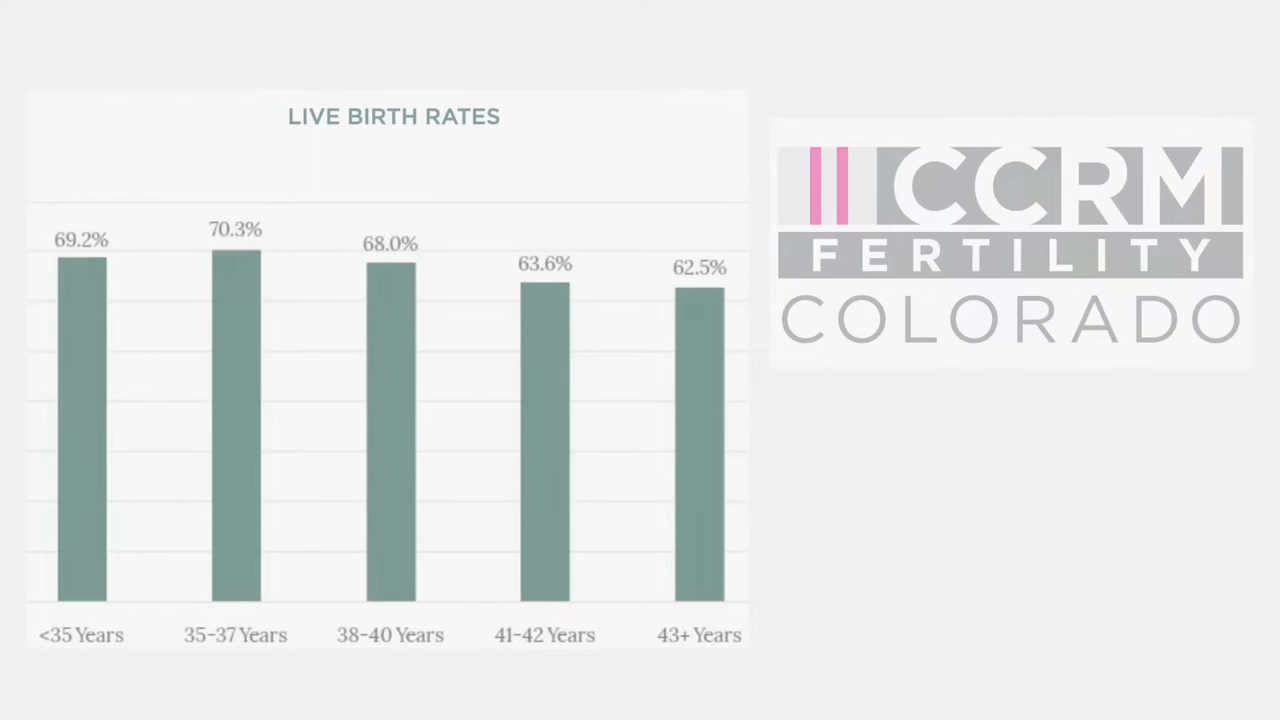 LIVE BIRTH RATES
69.2%
70.3%
68.0%
63.6%
62.5%
<35 Years
35-37 Years
38-40 Years
41-42 Years
43+ Years
CCRM
FERTILITY
COLORADO